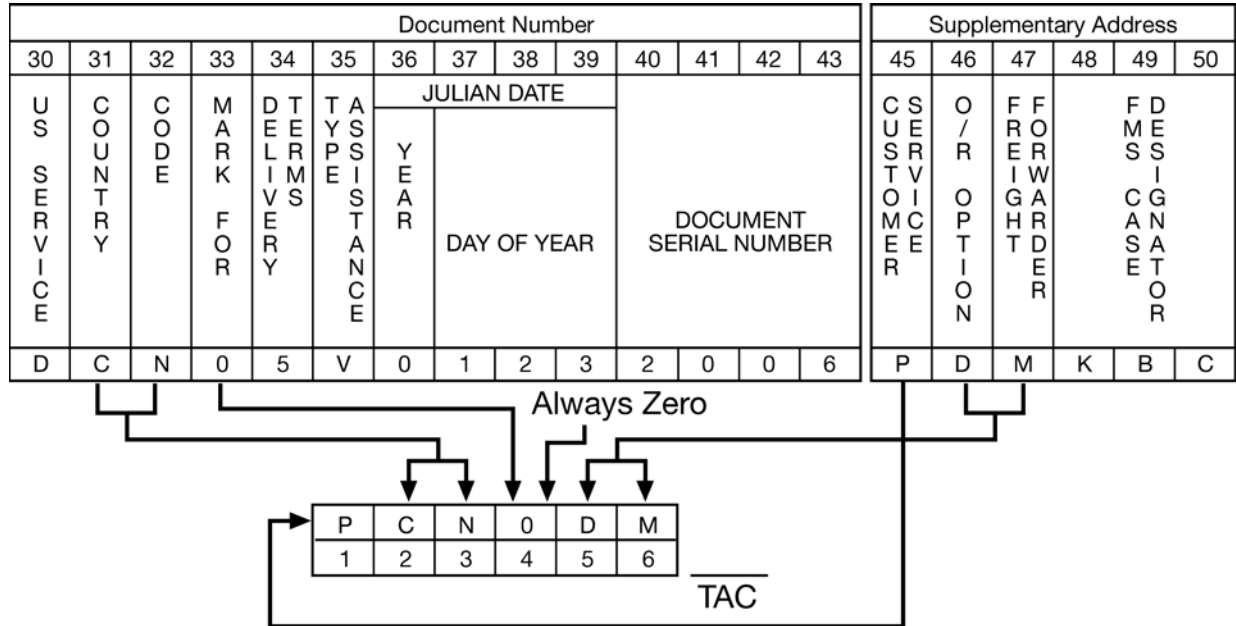 Document Number
Supplementary Address
30 31 32 33 34 35 36 37 38 39 40 41 42 43
45 46 47 48 49 50
US SERVICE
COUNTRY
CODE
MARK FOR
DELIVERY TERMS
TYPE ASSISTANCE
JULIAN DATE
YEAR
DAY OF YEAR
DOCUMENT
SERIAL NUMBER
CUSTOMER SERVICE
O/R OPTION
FREIGHT FORWARDER
FMS CASE DESIGNATOR
D C N 0 5 V 0 1 2 3 2 0 0 6
P D M K B C
Always Zero
P C N 0 D M
1 2 3 4 5 6
TAC